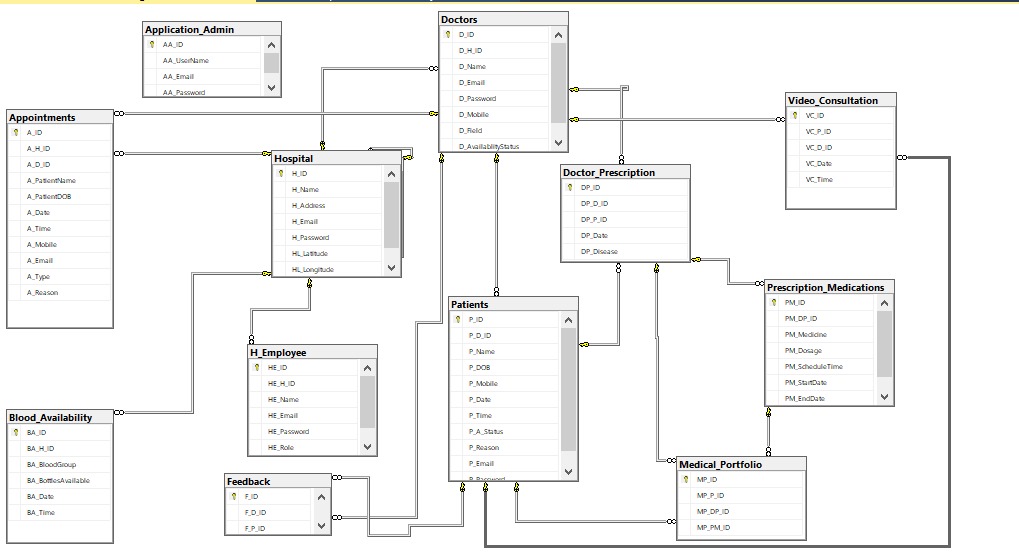 Application_Admin
AA_ID
AA_UserName
AA_Email
AA_Password
Doctors
D_ID
D_H_ID
D_Name
D_Email
D_Password
D_Mobile
D_Field
D_AvailablityStatus
Video_Consultation
VC_ID
VC_P_ID
VC_D_ID
VC_Date
VC_Time
Appointments
A_ID
A_H_ID
A_D_ID
A_PatientName
A_PatientDOB
A_Date
A_Time
A_Mobile
A_Email
A_Type
A_Reason
Hospital
H_ID
H_Name
H_Address
H_Email
H_Password
HL_Latitude
HL_Longitude
Doctor_Prescription
DP_ID
DP_D_ID
DP_P_ID
DP_Date
DP_Disease
Prescription_Medications
PM_ID
PM_DP_ID
PM_Medicine
PM_Dosage
PM_ScheduleTime
PM_StartDate
PM_EndDate
Patients
P_ID
P_D_ID
P_Name
P_DOB
P_Mobile
P_Date
P_Time
P_A_Status
P_Reason
P_Email
P_Password
H_Employee
HE_ID
HE_H_ID
HE_Name
HE_Email
HE_Password
HE_Role
Blood_Availability
BA_ID
BA_H_ID
BA_BloodGroup
BA_BottlesAvailable
BA_Date
BA_Time
Feedback
F_ID
F_D_ID
F_P_ID
Medical_Portfolio
MP_ID
MP_P_ID
MP_DP_ID
MP_PM_ID